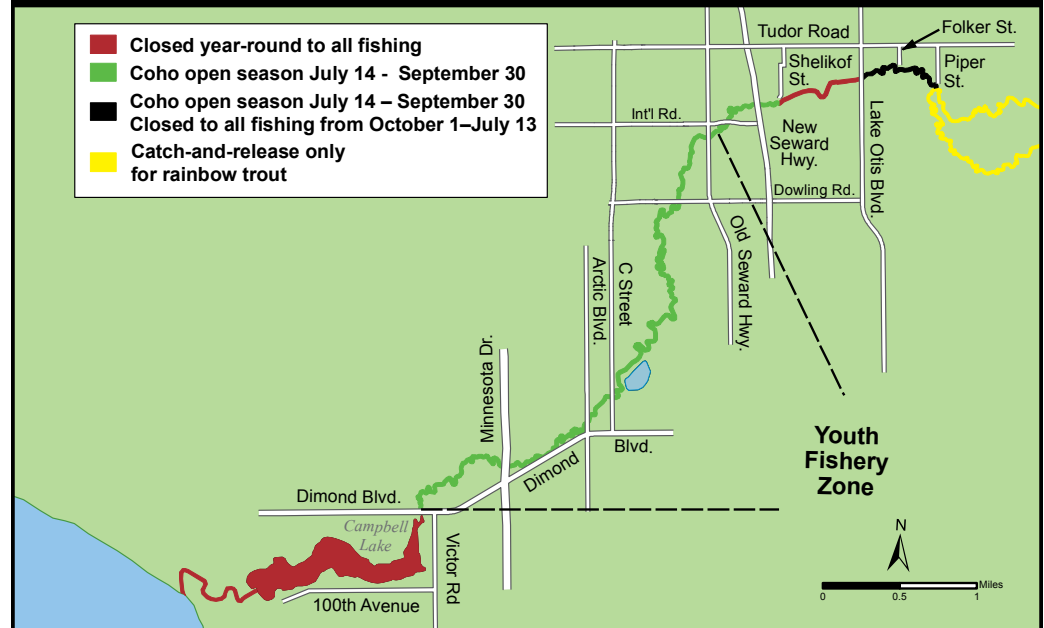 Closed year-round to all fishing
Coho open season July 14 - September 30
Coho open season July 14 – September 30
Closed to all fishing from October 1–July 13
Catch-and-release only
for rainbow trout
Tudor Road
Folker St.
Shelikof
St.
Piper
St.
Int'l Rd.
New
Seward
Hwy.
Lake Otis Blvd.
Dowling Rd.
Old Seward Hwy.
Arctic Blvd.
C Street
Minnesota Dr.
Youth
Fishery
Zone
Blvd.
Dimond
Dimond Blvd.
Campbell
Lake
Victor Rd
100th Avenue
N
Miles
0
0.5
1